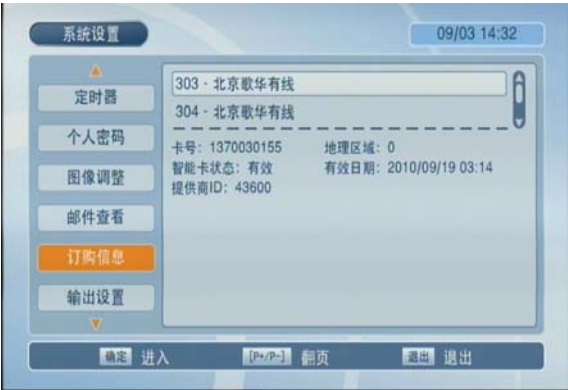 系统设置
09/03 14:32
定时器
个人密码
图像调整
邮件查看
订购信息
输出设置
303 - 北京歌华有线
304 - 北京歌华有线
卡号: 1370030155 地理区域: 0
智能卡状态: 有效 有效日期: 2010/09/19 03:14
提供商ID: 43600
确定 进入 [P+/P-] 翻页 退出 退出